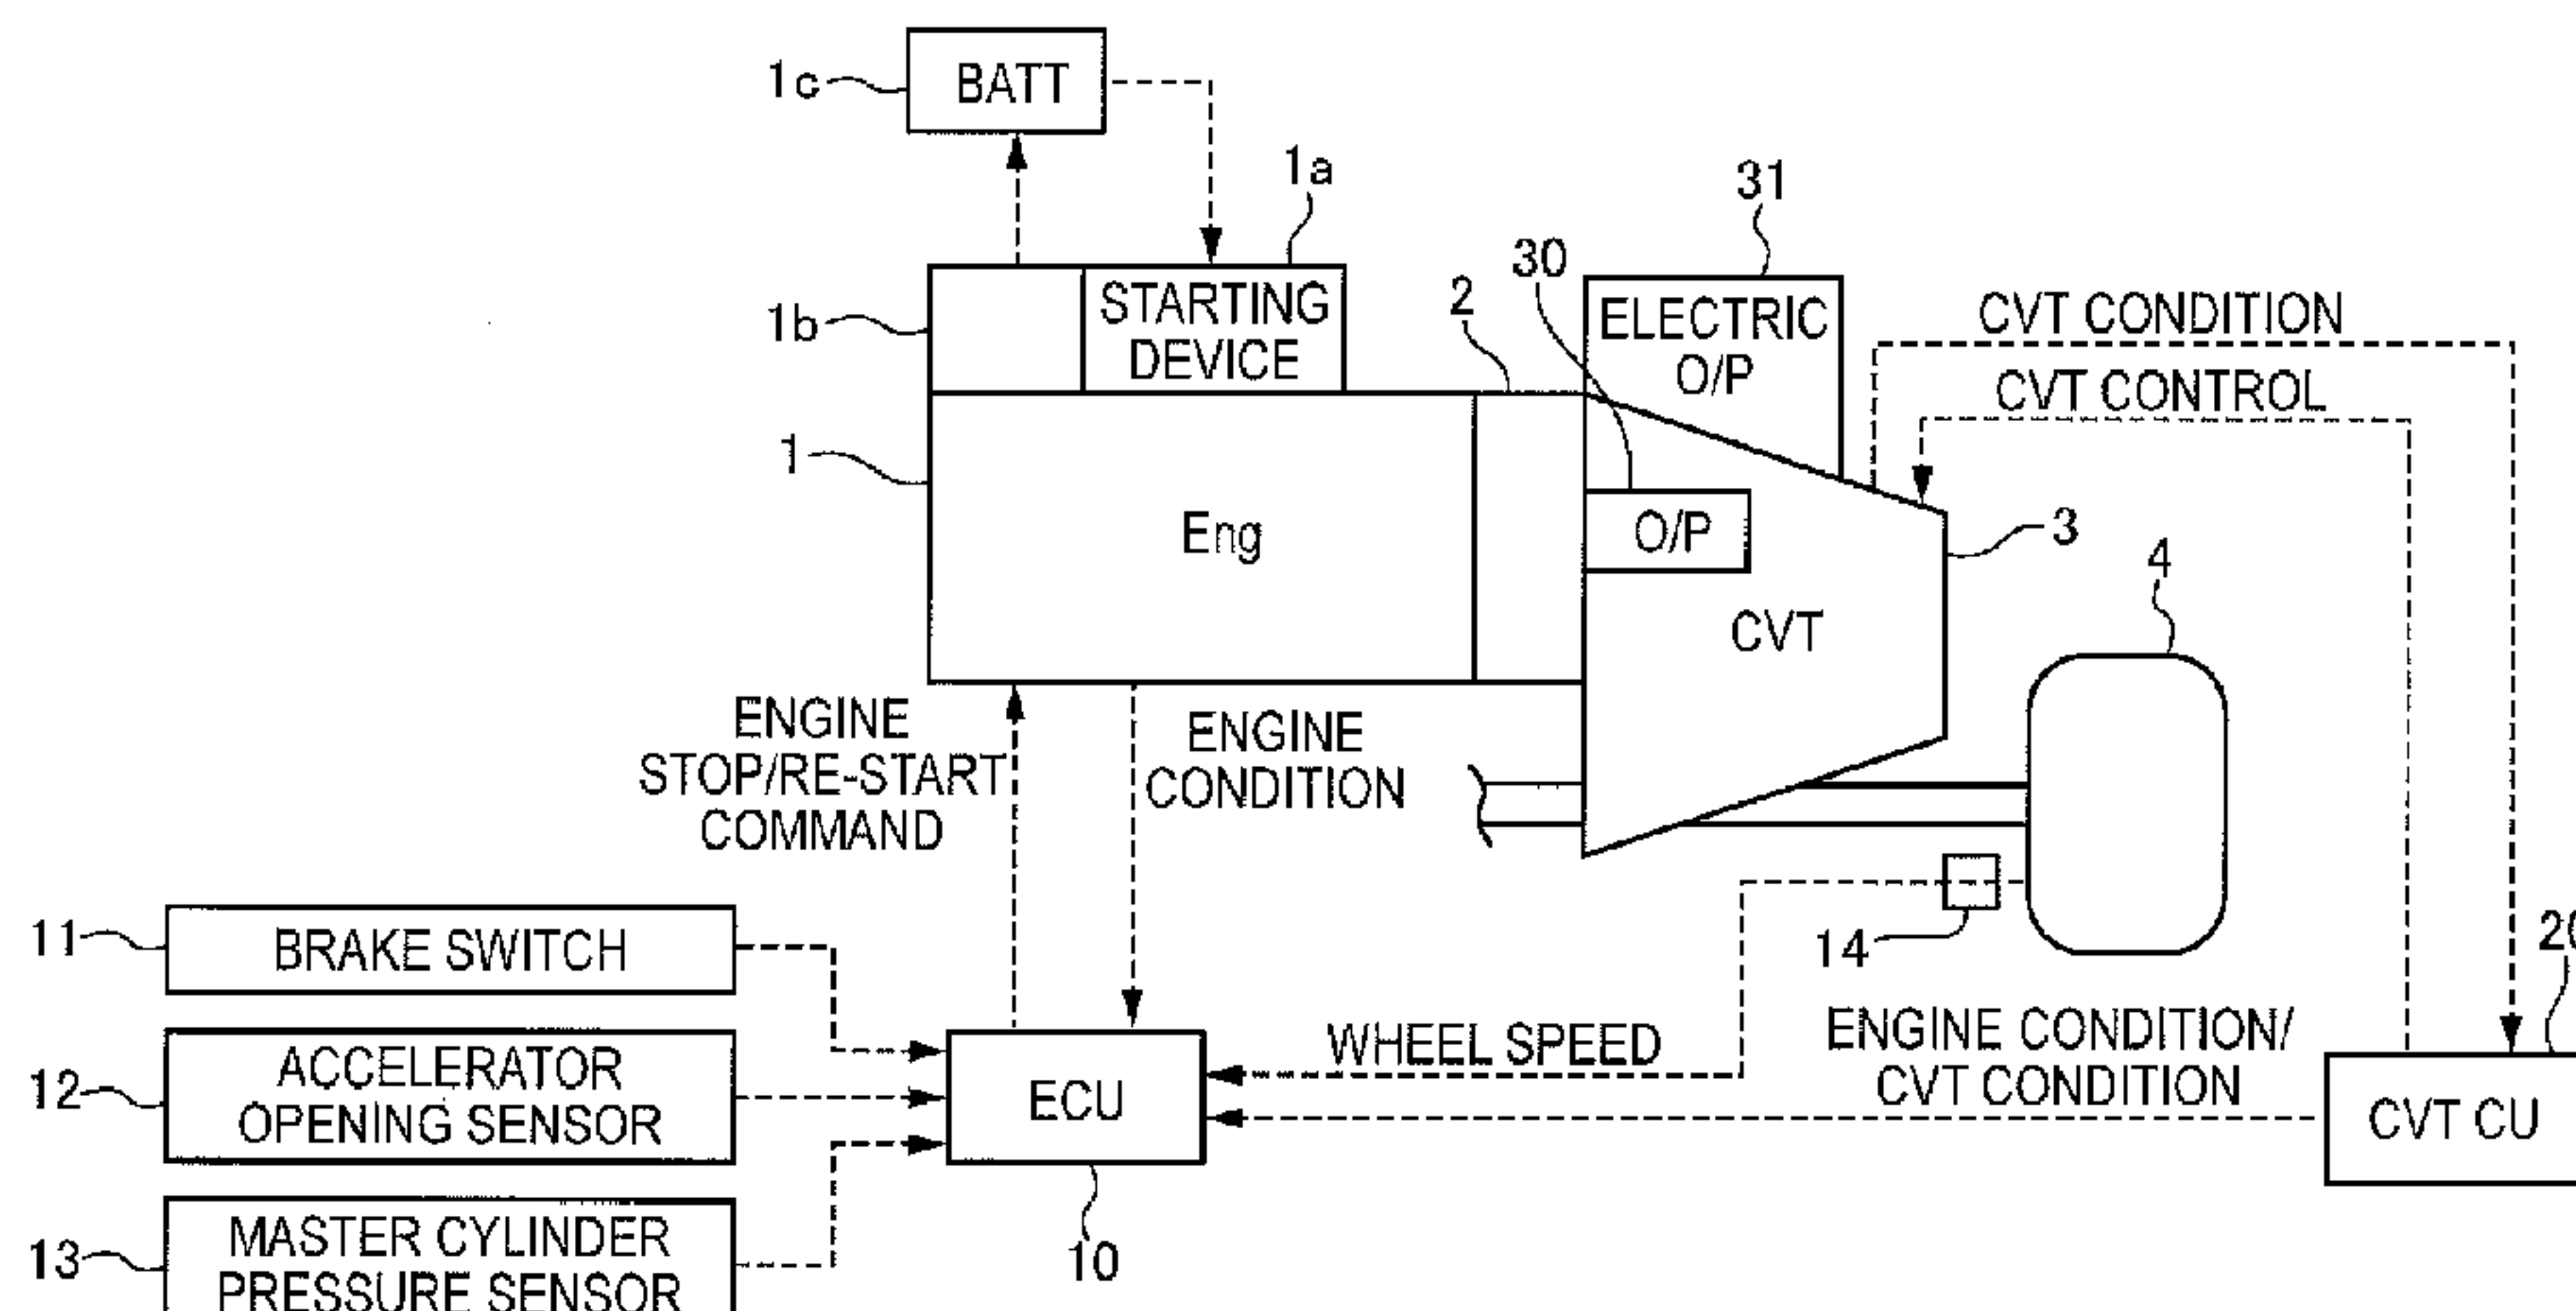 1c
BATT
1a
31
30
1b
STARTING
DEVICE
2
ELECTRIC
O/P
CVT CONDITION
CVT CONTROL
1
Eng
O/P
3
CVT
4
ENGINE
STOP/RE-START
COMMAND
ENGINE
CONDITION
11
BRAKE SWITCH
14
20
12
ACCELERATOR
OPENING SENSOR
ECU
WHEEL SPEED
ENGINE CONDITION/
CVT CONDITION
CVT CU
13
MASTER CYLINDER
PRESSURE SENSOR
10